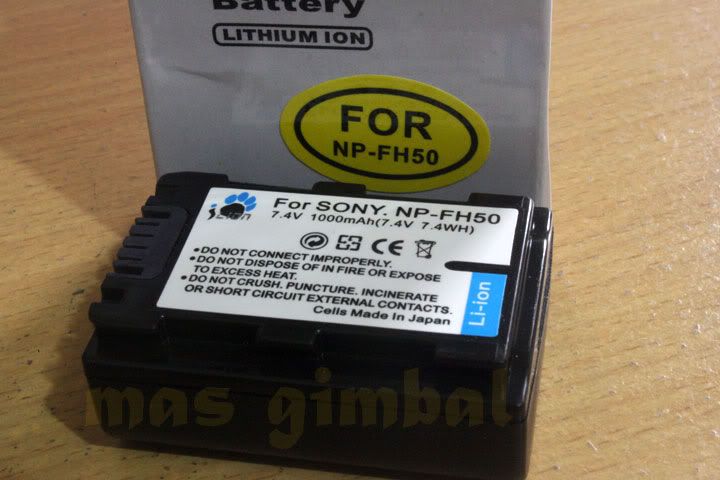 Battery
LITHIUM ION
FOR
NP-FH50
For SONY. NP-FH50
7.4V 1000mAh(7.4V 7.4WH)
•DO NOT CONNECT IMPROPERLY.
•DO NOT DISPOSE OF IN FIRE OR EXPOSE
TO EXCESS HEAT.
•DO NOT CRUSH. PUNCTURE. INCINERATE
OR SHORT CIRCUIT EXTERNAL CONTACTS.
Cells Made In Japan
Li-ion
mas gimbal